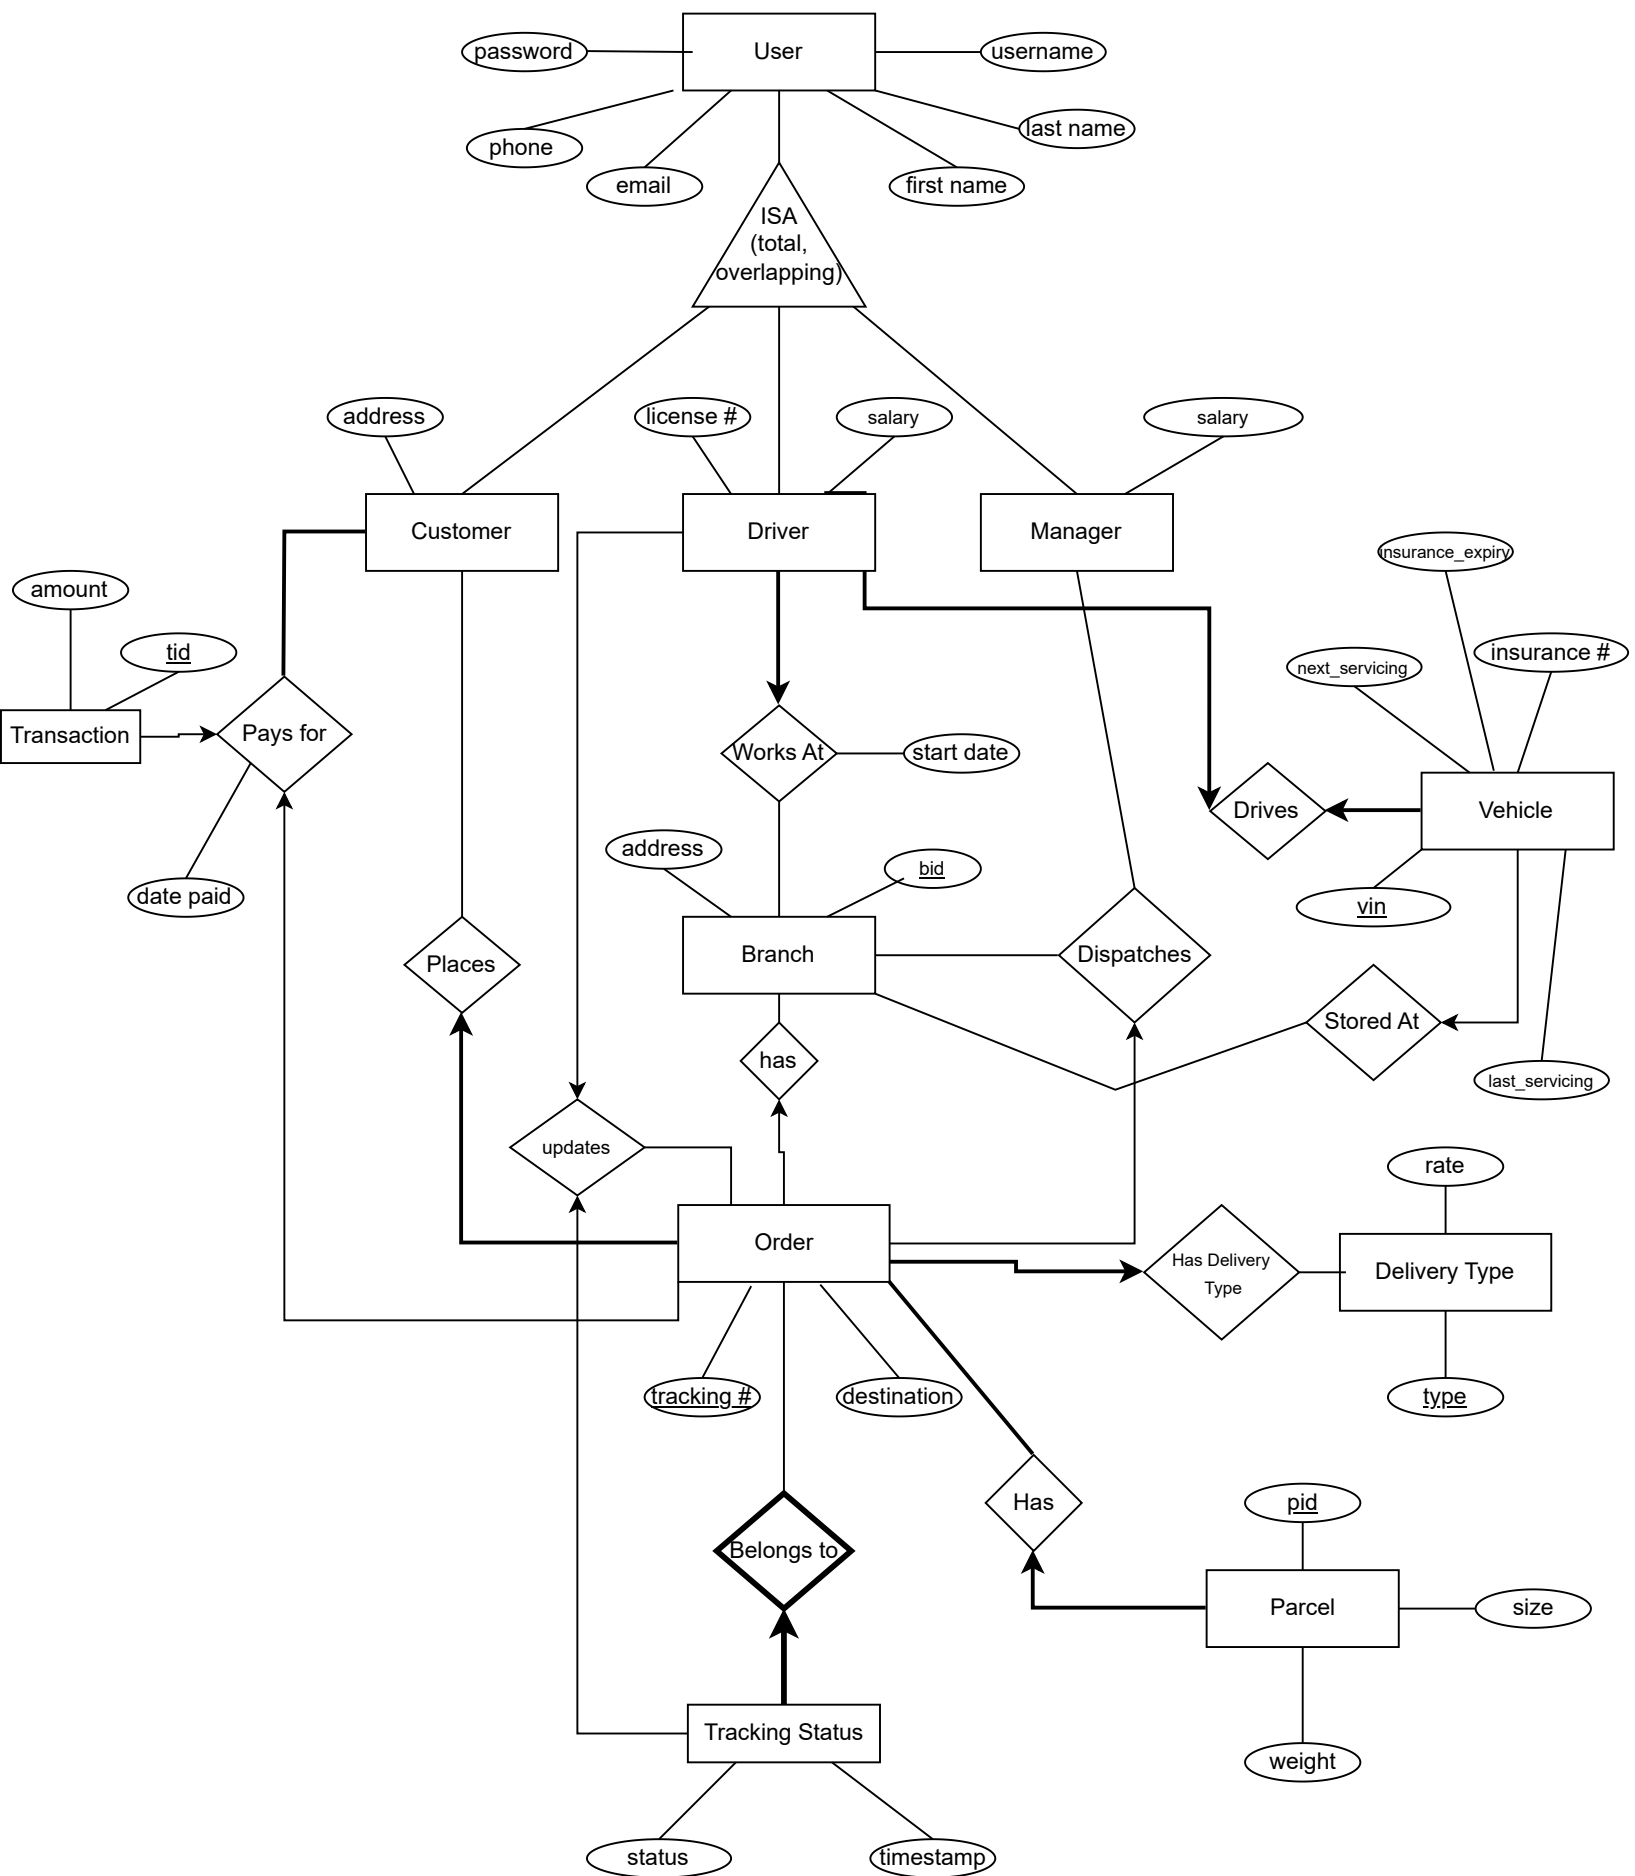 password
User
username
phone
last name
email
first name
ISA
(total,
overlapping)
address
license #
salary
salary
Customer
Driver
Manager
insurance_expiry
amount
tid
next_servicing
insurance #
Transaction
Pays for
Works At
start date
Drives
Vehicle
address
bid
date paid
vin
Places
Branch
Dispatches
Stored At
has
last_servicing
updates
rate
Order
Has Delivery
Type
Delivery Type
tracking #
destination
type
Has
pid
Belongs to
Parcel
size
Tracking Status
weight
status
timestamp